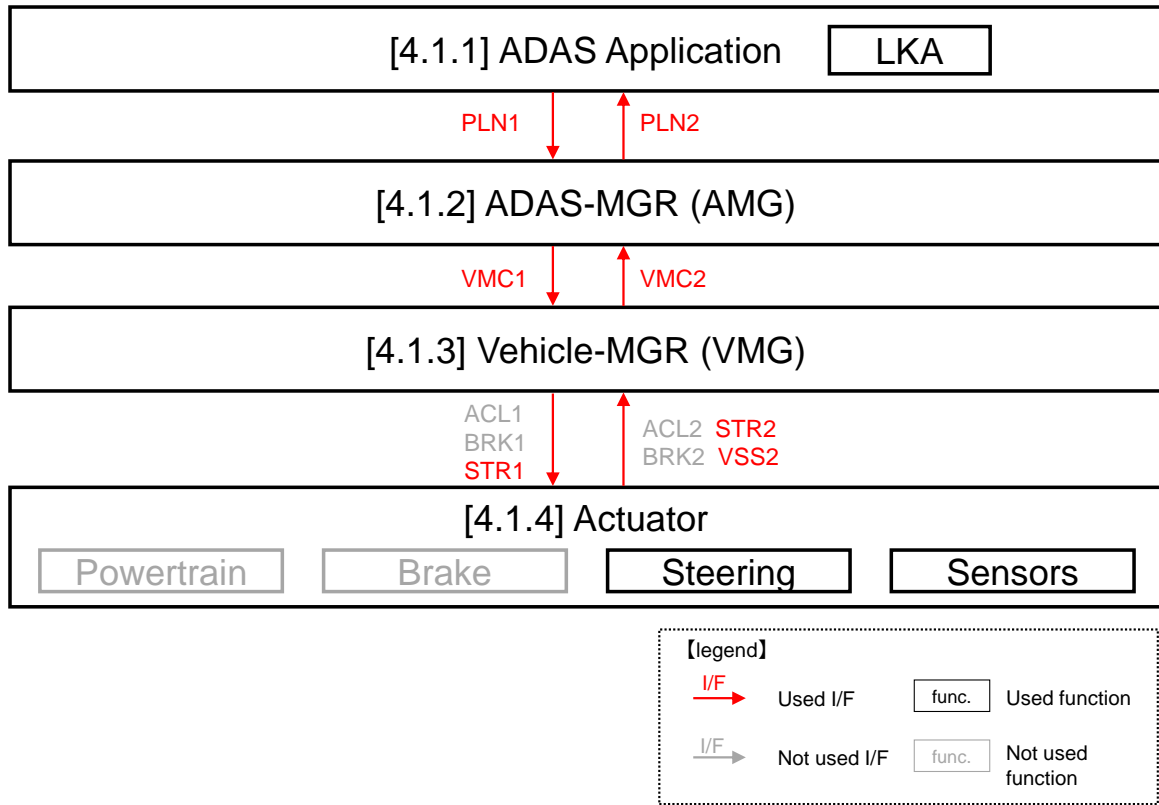 [4.1.1] ADAS Application
LKA
PLN1
PLN2
[4.1.2] ADAS-MGR (AMG)
VMC1
VMC2
[4.1.3] Vehicle-MGR (VMG)
ACL1
BRK1
STR1
ACL2 STR2
BRK2 VSS2
[4.1.4] Actuator
Powertrain
Brake
Steering
Sensors
【legend】
I/F
Used I/F
func.
Used function
I/F
Not used I/F
func.
Not used
function